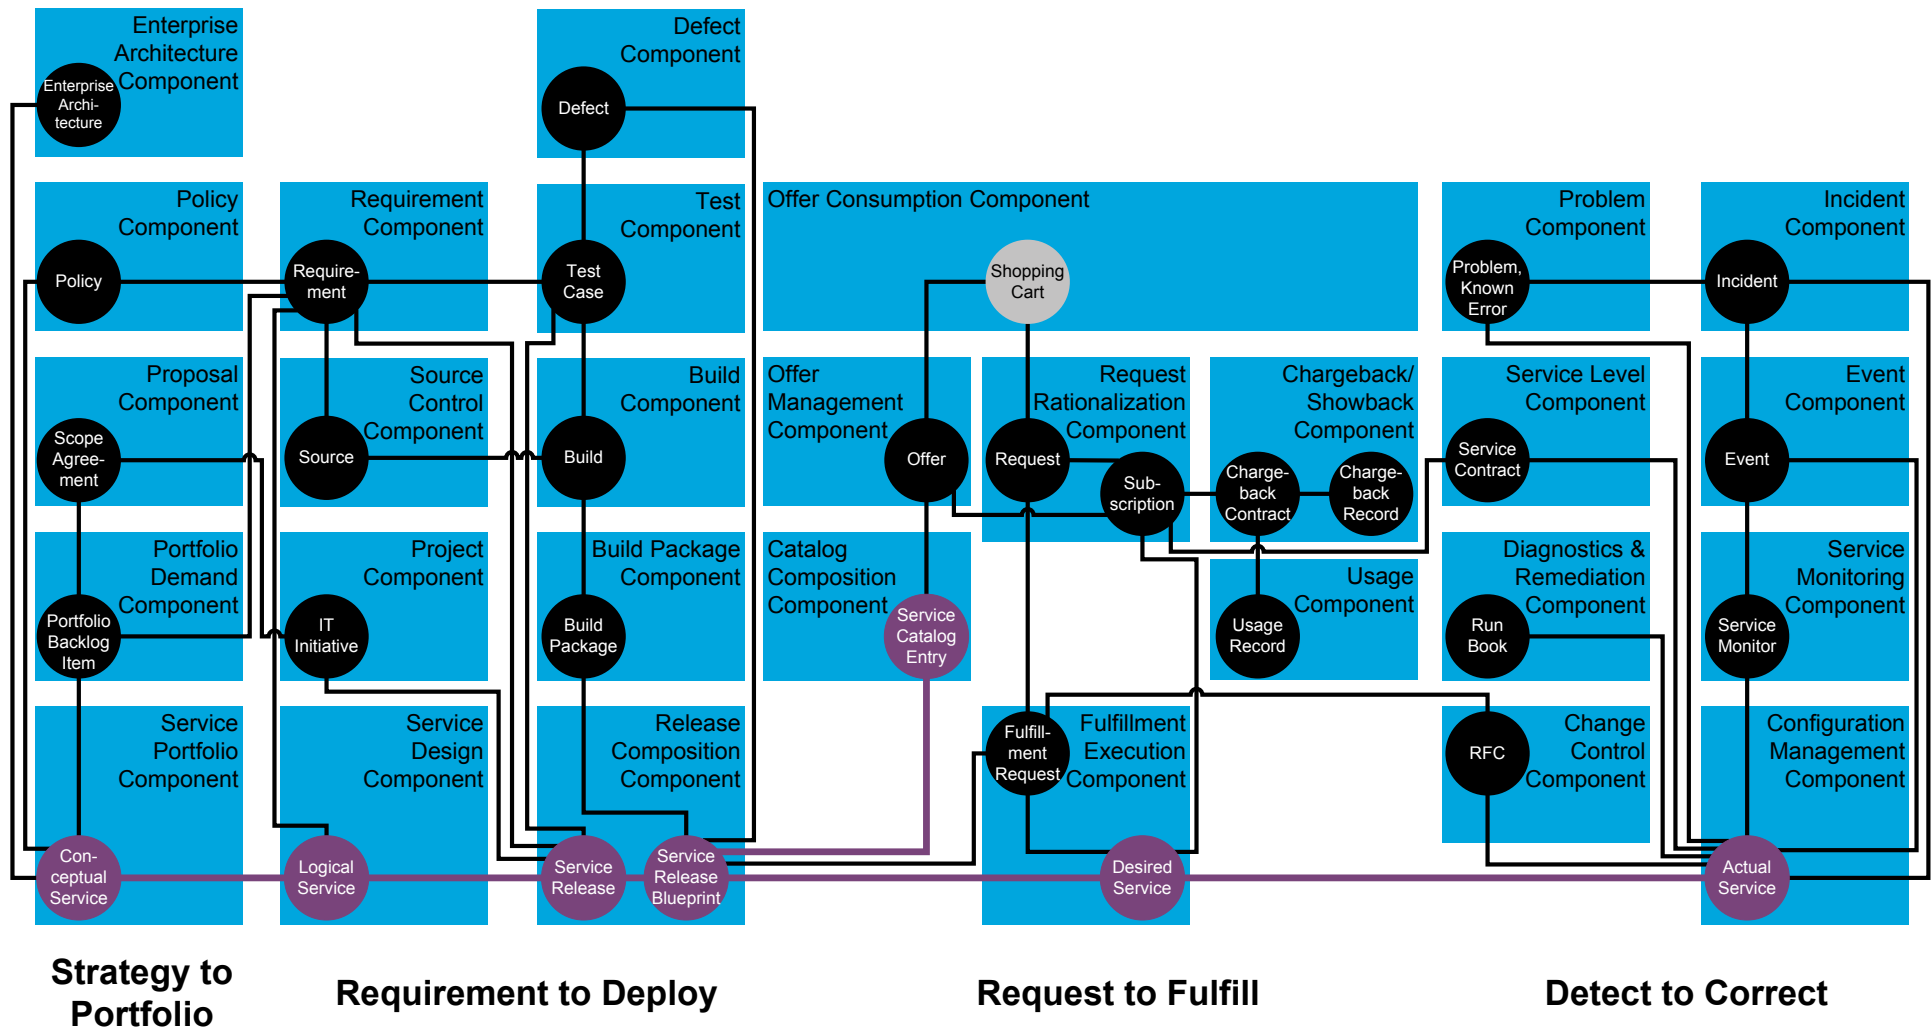 Enterprise
Architecture
Component
Enterprise
Archi-
tecture
Policy
Component
Policy
Proposal
Component
Scope
Agree-
ment
Portfolio
Demand
Component
Portfolio
Backlog
Item
Service
Portfolio
Component
Con-
ceptual
Service
Requirement
Component
Require-
ment
Source
Control
Component
Source
Project
Component
IT
Initiative
Service
Design
Component
Logical
Service
Defect
Component
Defect
Test
Component
Test
Case
Build
Component
Build
Build Package
Component
Build
Package
Release
Composition
Component
Service
Release
Service
Release
Blueprint
Offer Consumption Component
Shopping
Cart
Offer
Management
Component
Offer
Catalog
Composition
Component
Service
Catalog
Entry
Request
Rationalization
Component
Request
Sub-
scription
Chargeback/
Showback
Component
Charge-
back
Contract
Charge-
back
Record
Usage
Component
Usage
Record
Fulfillment
Execution
Component
Fulfill-
ment
Request
Desired
Service
Problem
Component
Problem,
Known
Error
Service Level
Component
Service
Contract
Diagnostics &
Remediation
Component
Run
Book
Change
Control
Component
RFC
Incident
Component
Incident
Event
Component
Event
Service
Monitoring
Component
Service
Monitor
Configuration
Management
Component
Actual
Service
Strategy to
Portfolio
Requirement to Deploy
Request to Fulfill
Detect to Correct